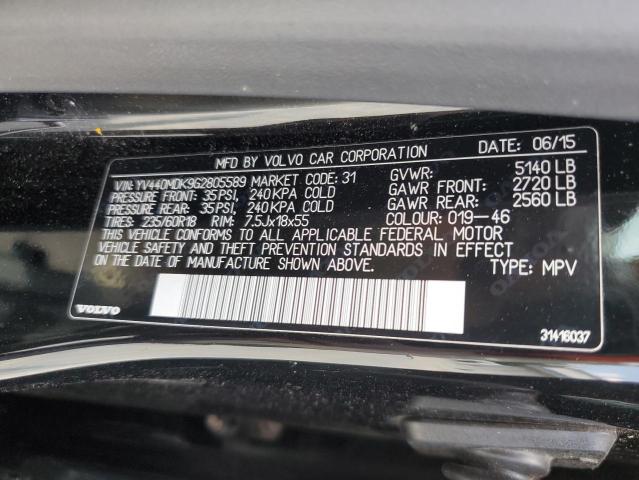 MFD BY VOLVO CAR CORPORATION DATE: 06/15
VIN: YV440MDK9G2805589 MARKET CODE: 31 GVWR: 5140 LB
PRESSURE FRONT: 35PSI, 240KPA COLD GAWR FRONT: 2720 LB
PRESSURE REAR: 35PSI, 240KPA COLD GAWR REAR: 2560 LB
TIRES: 235/60R18 RIM: 7.5Jx18x55 COLOUR: 019-46
THIS VEHICLE CONFORMS TO ALL APPLICABLE FEDERAL MOTOR
VEHICLE SAFETY AND THEFT PREVENTION STANDARDS IN EFFECT
ON THE DATE OF MANUFACTURE SHOWN ABOVE. TYPE: MPV
VOLVO
31416037